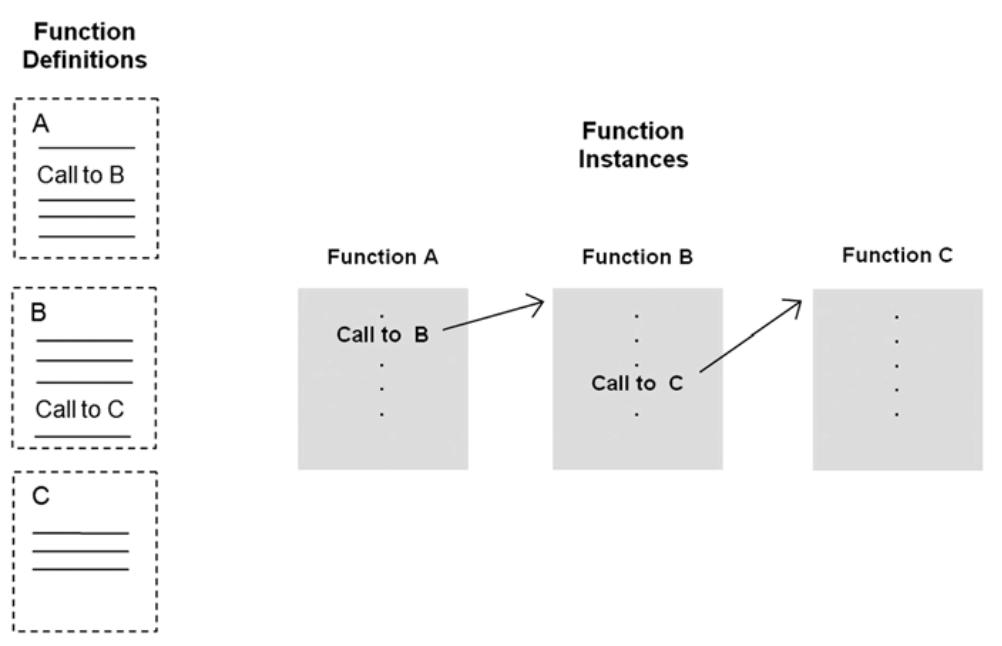 Function
Definitions
A
Call to B
B
Call to C
C
Function
Instances
Function A
Call to B
Function B
Call to C
Function C